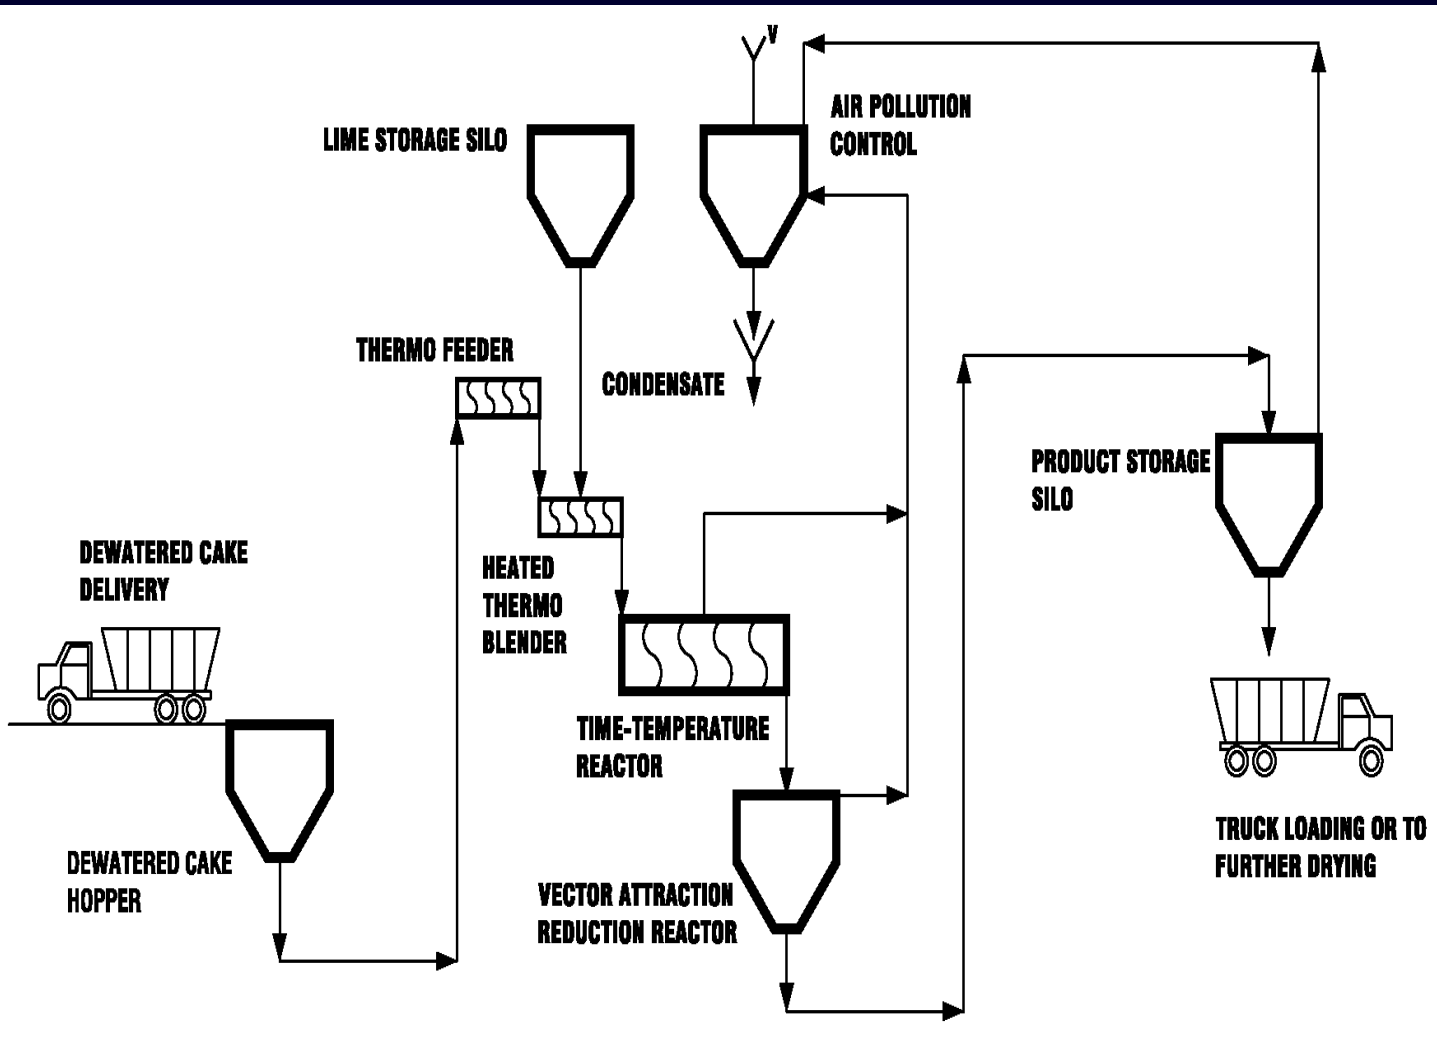 V
AIR POLLUTION
CONTROL
LIME STORAGE SILO
THERMO FEEDER
CONDENSATE
PRODUCT STORAGE
SILO
DEWATERED CAKE
DELIVERY
HEATED
THERMO
BLENDER
TIME-TEMPERATURE
REACTOR
DEWATERED CAKE
HOPPER
VECTOR ATTRACTION
REDUCTION REACTOR
TRUCK LOADING OR TO
FURTHER DRYING